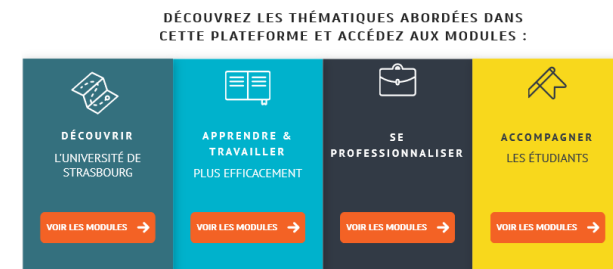 DÉCOUVREZ LES THÉMATIQUES ABORDÉES DANS
CETTE PLATEFORME ET ACCÉDEZ AUX MODULES :
DÉCOUVRIR
L'UNIVERSITÉ DE
STRASBOURG
VOIR LES MODULES
APPRENDRE &
TRAVAILLER
PLUS EFFICACEMENT
VOIR LES MODULES
SE
PROFESSIONNALISER
VOIR LES MODULES
ACCOMPAGNER
LES ÉTUDIANTS
VOIR LES MODULES